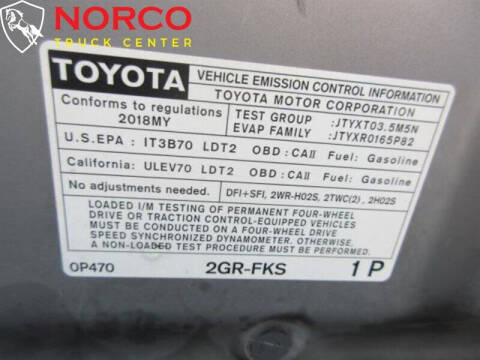 NORCO
TRUCK CENTER
TOYOTA
VEHICLE EMISSION CONTROL INFORMATION
TOYOTA MOTOR CORPORATION
Conforms to regulations
2018MY
TEST GROUP :JTYXT03.5M5N
EVAP FAMILY :JTYXR0165P82
U.S.EPA : IT3B70 LDT2 OBD:CAII Fuel: Gasoline
California: ULEV70 LDT2 OBD:CAII Fuel: Gasoline
No adjustments needed. DFI+SFI, 2WR-HO2S, 2TWC(2), 2HO2S
LOADED I/M TESTING OF PERMANENT FOUR-WHEEL
DRIVE OR TRACTION CONTROL-EQUIPPED VEHICLES
MUST BE CONDUCTED ON A FOUR-WHEEL DRIVE
SYNCHRONIZED DYNAMOMETER. OTHERWISE,
A NON-LOADED TEST PROCEDURE MUST BE USED.
0P470 2GR-FKS 1P